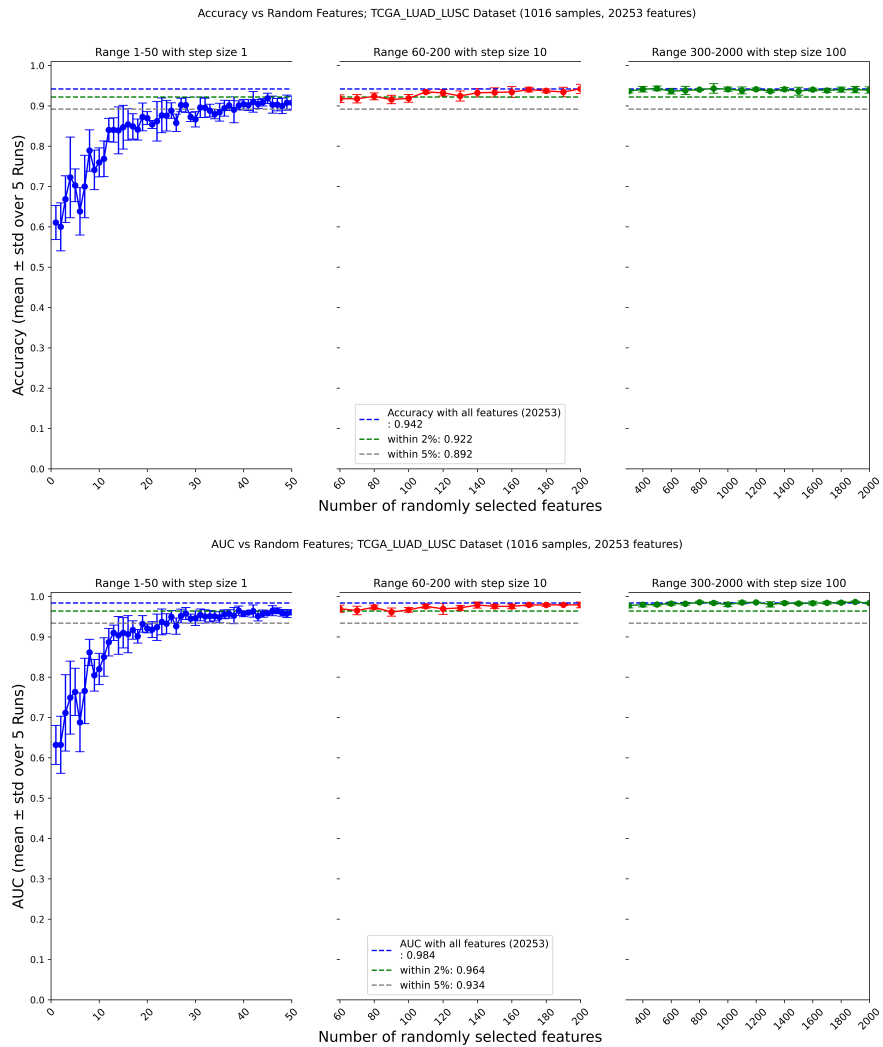 Accuracy vs Random Features; TCGA_LUAD_LUSC Dataset (1016 samples, 20253 features)
Range 1-50 with step size 1
Range 60-200 with step size 10
Range 300-2000 with step size 100
Accuracy (mean ± std over 5 Runs)
1.0
0.9
0.8
0.7
0.6
0.5
0.4
0.3
0.2
0.1
0.0
Accuracy with all features (20253)
: 0.942
within 2%: 0.922
within 5%: 0.892
0 10 20 30 40 50
60 80 100 120 140 160 180 200
400 600 800 1000 1200 1400 1600 1800 2000
Number of randomly selected features
AUC vs Random Features; TCGA_LUAD_LUSC Dataset (1016 samples, 20253 features)
Range 1-50 with step size 1
Range 60-200 with step size 10
Range 300-2000 with step size 100
AUC (mean ± std over 5 Runs)
1.0
0.9
0.8
0.7
0.6
0.5
0.4
0.3
0.2
0.1
0.0
AUC with all features (20253)
: 0.984
within 2%: 0.964
within 5%: 0.934
0 10 20 30 40 50
60 80 100 120 140 160 180 200
400 600 800 1000 1200 1400 1600 1800 2000
Number of randomly selected features